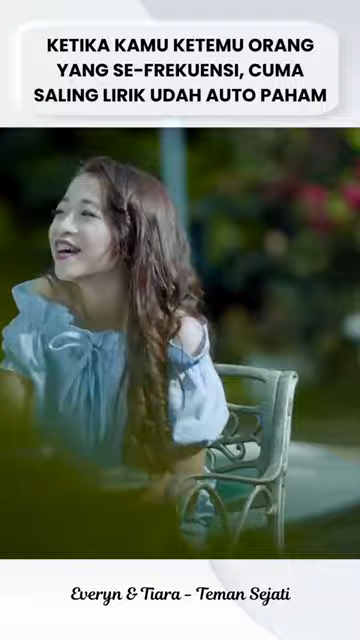 KETIKA KAMU KETEMU ORANG
YANG SE-FREKUENSI, CUMA
SALING LIRIK UDAH AUTO PAHAM
Everyn & Tiara - Teman Sejati